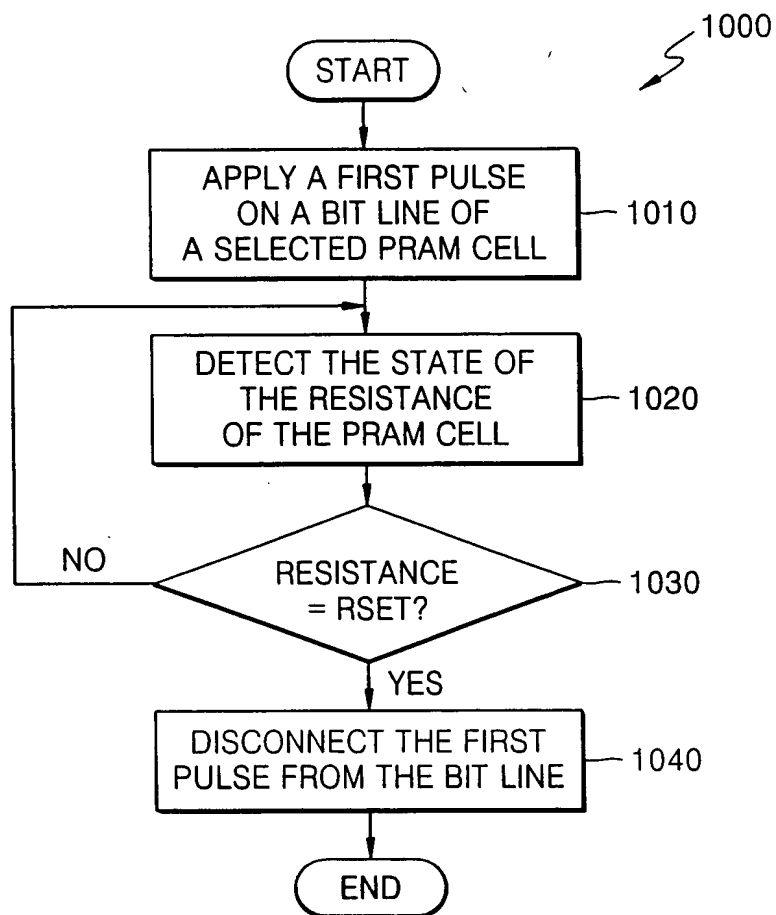 1000
START
APPLY A FIRST PULSE
ON A BIT LINE OF
A SELECTED PRAM CELL
1010
DETECT THE STATE OF
THE RESISTANCE
OF THE PRAM CELL
1020
NO
RESISTANCE
= RSET?
1030
YES
DISCONNECT THE FIRST
PULSE FROM THE BIT LINE
1040
END